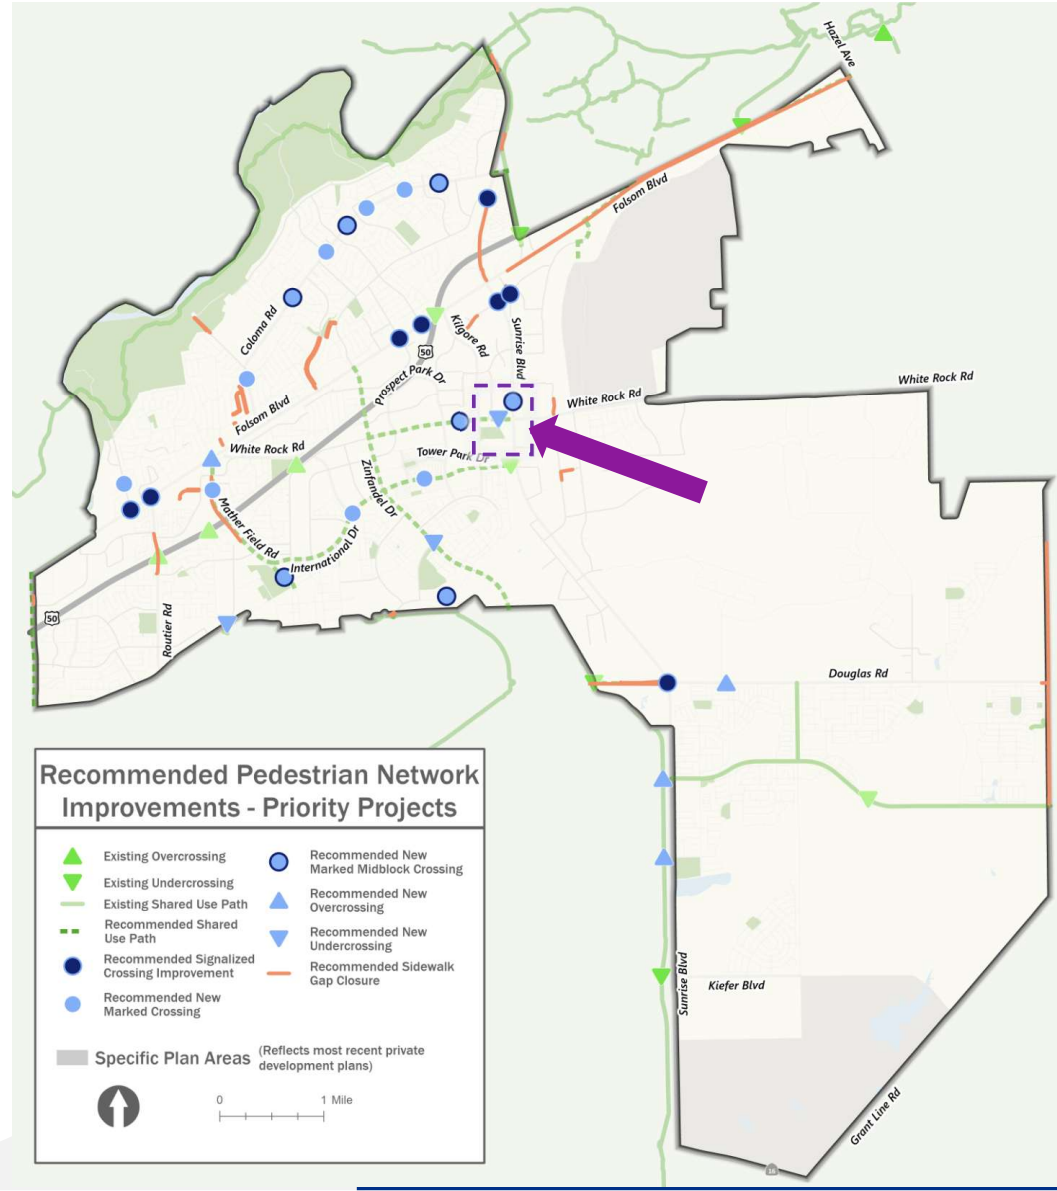 Hazel Ave
Folsom Blvd
Coloma Rd
Kilgore Rd
Sunrise Blvd
50
Prospect Park Dr
White Rock Rd
White Rock Rd
Folsom Blvd
White Rock Rd
Tower Park Dr
Zinfandel Dr
Mather Field Rd
International Dr
50
Routier Rd
Douglas Rd
Sunrise Blvd
Kiefer Blvd
Grant Line Rd
16
Recommended Pedestrian Network
Improvements - Priority Projects
Existing Overcrossing
Existing Undercrossing
Existing Shared Use Path
Recommended Shared
Use Path
Recommended Signalized
Crossing Improvement
Recommended New
Marked Crossing
Recommended New
Marked Midblock Crossing
Recommended New
Overcrossing
Recommended New
Undercrossing
Recommended Sidewalk
Gap Closure
Specific Plan Areas (Reflects most recent private
development plans)
0 1 Mile